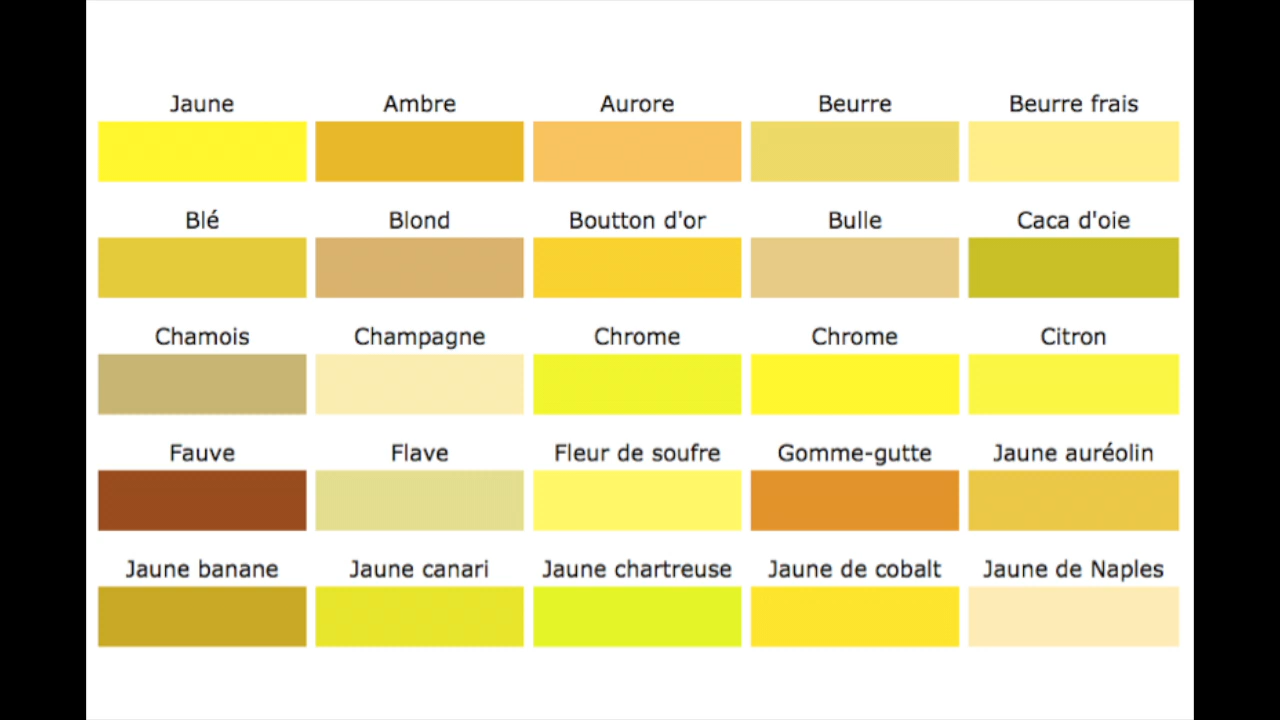 Jaune Ambre Aurore Beurre Beurre frais
Blé Blond Boutton d'or Bulle Caca d'oie
Chamois Champagne Chrome Chrome Citron
Fauve Flave Fleur de soufre Gomme-gutte Jaune auréolin
Jaune banane Jaune canari Jaune chartreuse Jaune de cobalt Jaune de Naples